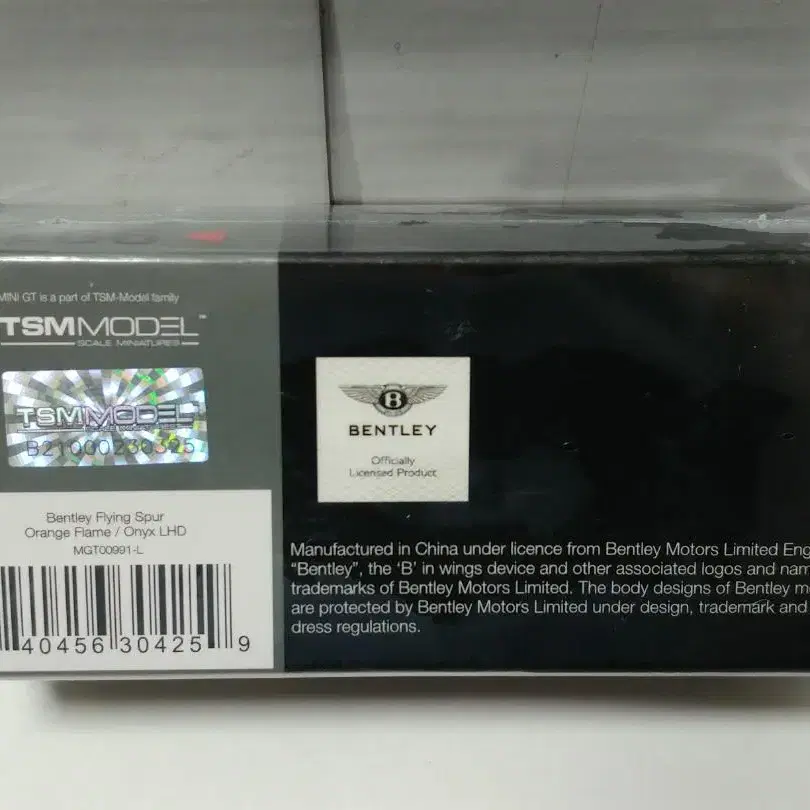 MINI GT is a part of TSM-Model family
TSMMODEL™
SCALE MINIATURES
TSMMODEL
B21000230325
Bentley Flying Spur
Orange Flame / Onyx LHD
MGT00991-L
40456 30425 9
B
BENTLEY
Officially
Licensed Product
Manufactured in China under licence from Bentley Motors Limited Eng
"Bentley", the 'B' in wings device and other associated logos and nam
trademarks of Bentley Motors Limited. The body designs of Bentley m
are protected by Bentley Motors Limited under design, trademark and
dress regulations.